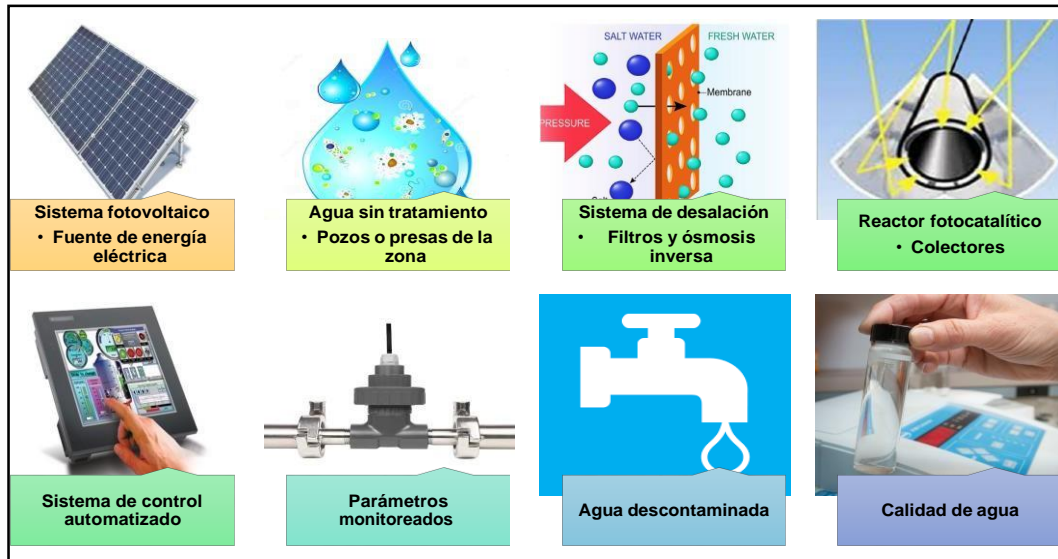 SALT WATER
FRESH WATER
Membrane
PRESSURE
Sistema fotovoltaico
• Fuente de energía
eléctrica
Agua sin tratamiento
• Pozos o presas de la
zona
Sistema de desalación
• Filtros y ósmosis
inversa
Reactor fotocatalítico
• Colectores
Sistema de control
automatizado
Parámetros
monitoreados
Agua descontaminada
Calidad de agua